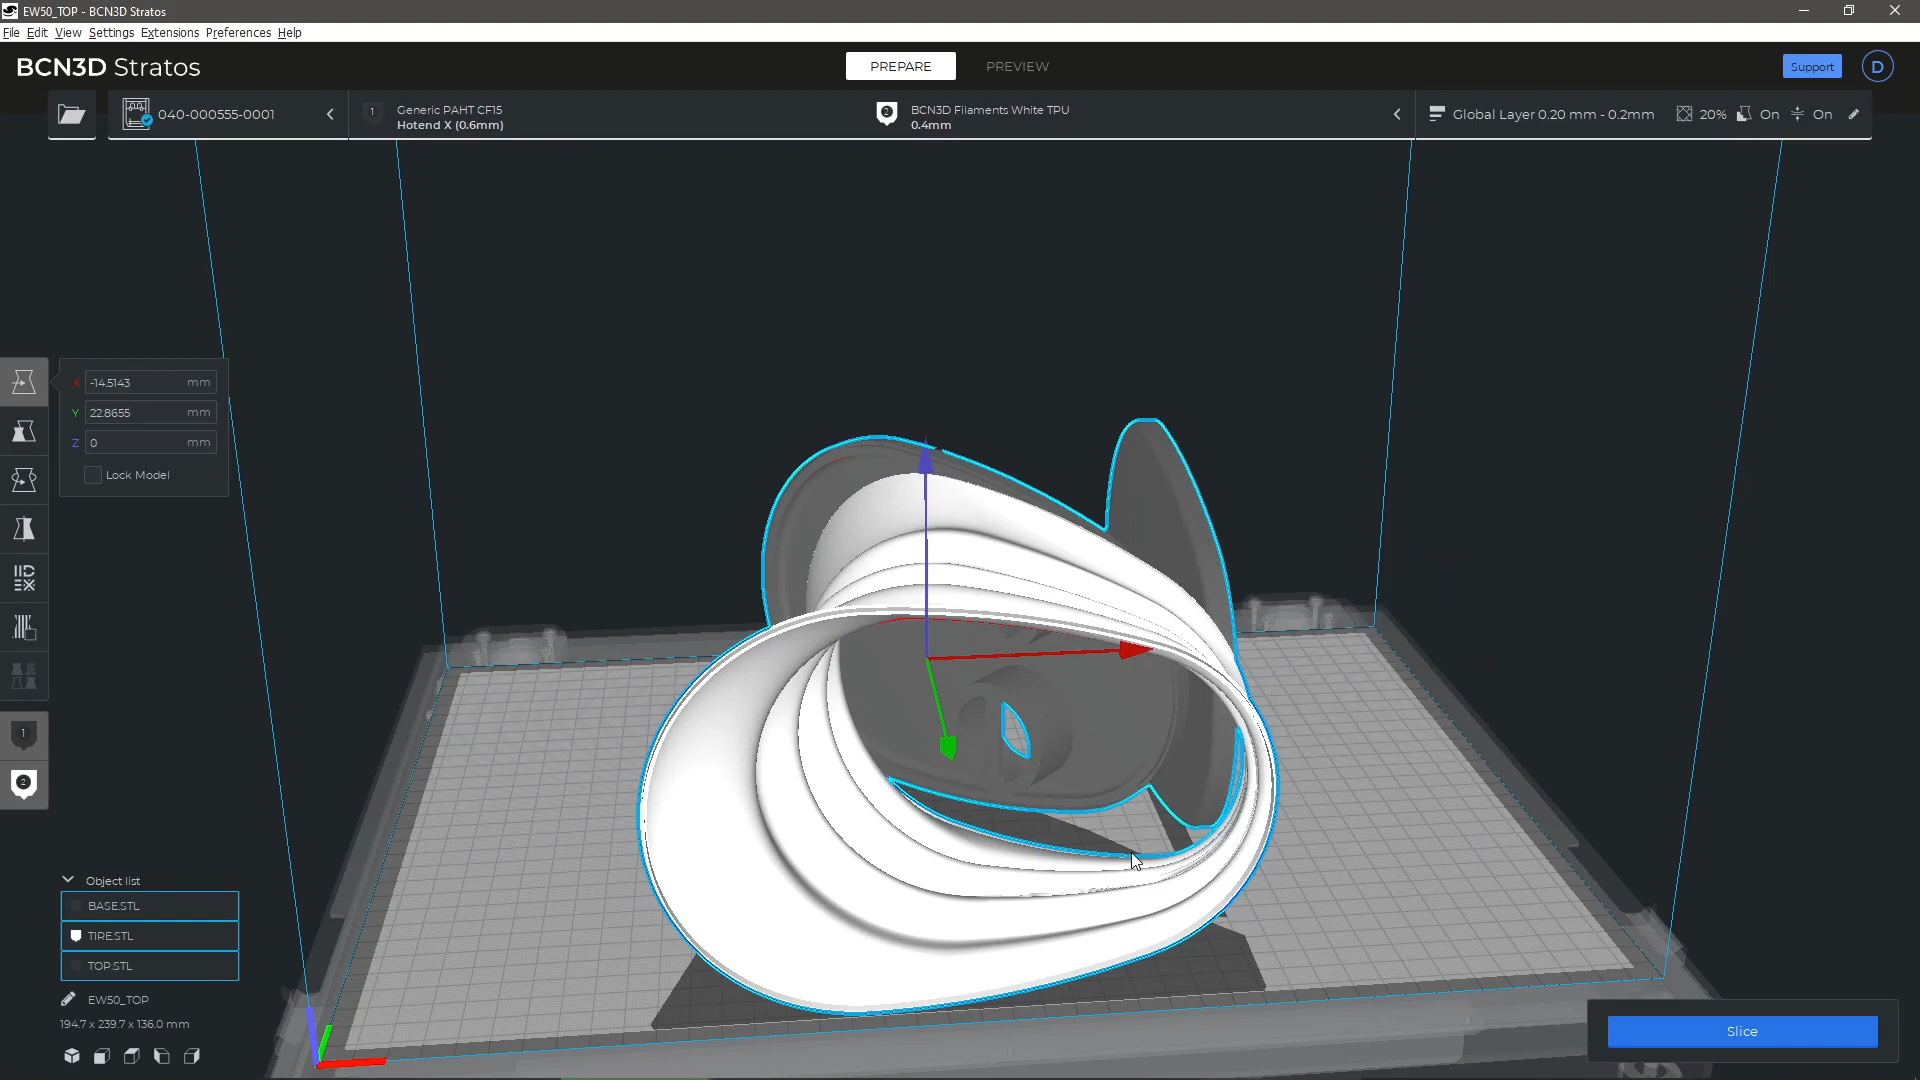 EW50_TOP - BCN3D Stratos
File Edit View Settings Extensions Preferences Help
BCN3D Stratos
PREPARE
PREVIEW
Support
D
040-000555-0001
1
Generic PAHT CF15
Hotend X (0.6mm)
2
BCN3D Filaments White TPU
0.4mm
Global Layer 0.20 mm - 0.2mm
20%
On
On
X -14.5143 mm
Y 22.8655 mm
Z 0 mm
Lock Model
1
2
Object list
BASE.STL
TIRE.STL
TOP.STL
EW50_TOP
194.7 x 239.7 x 136.0 mm
Slice